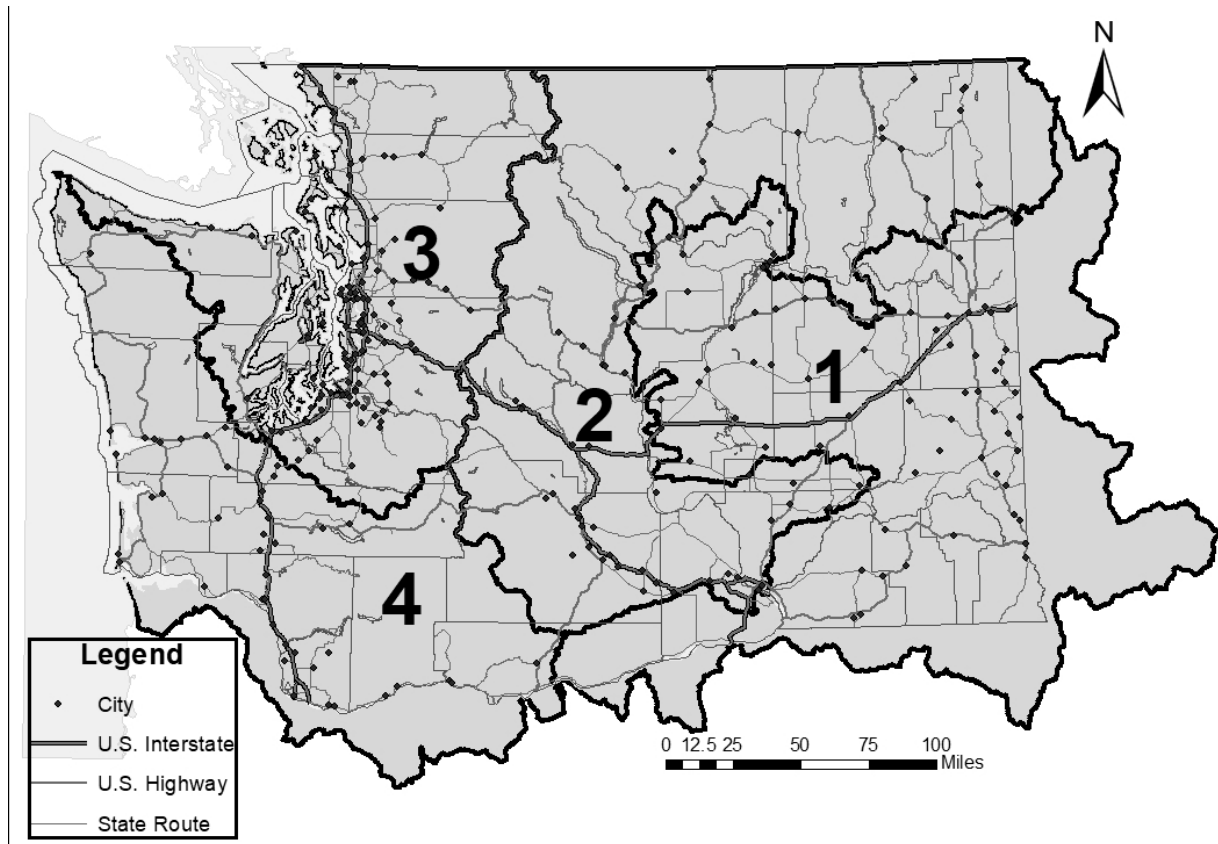 N
3
1
2
4
Legend
City
U.S. Interstate
U.S. Highway
State Route
0 12.5 25 50 75 100
Miles